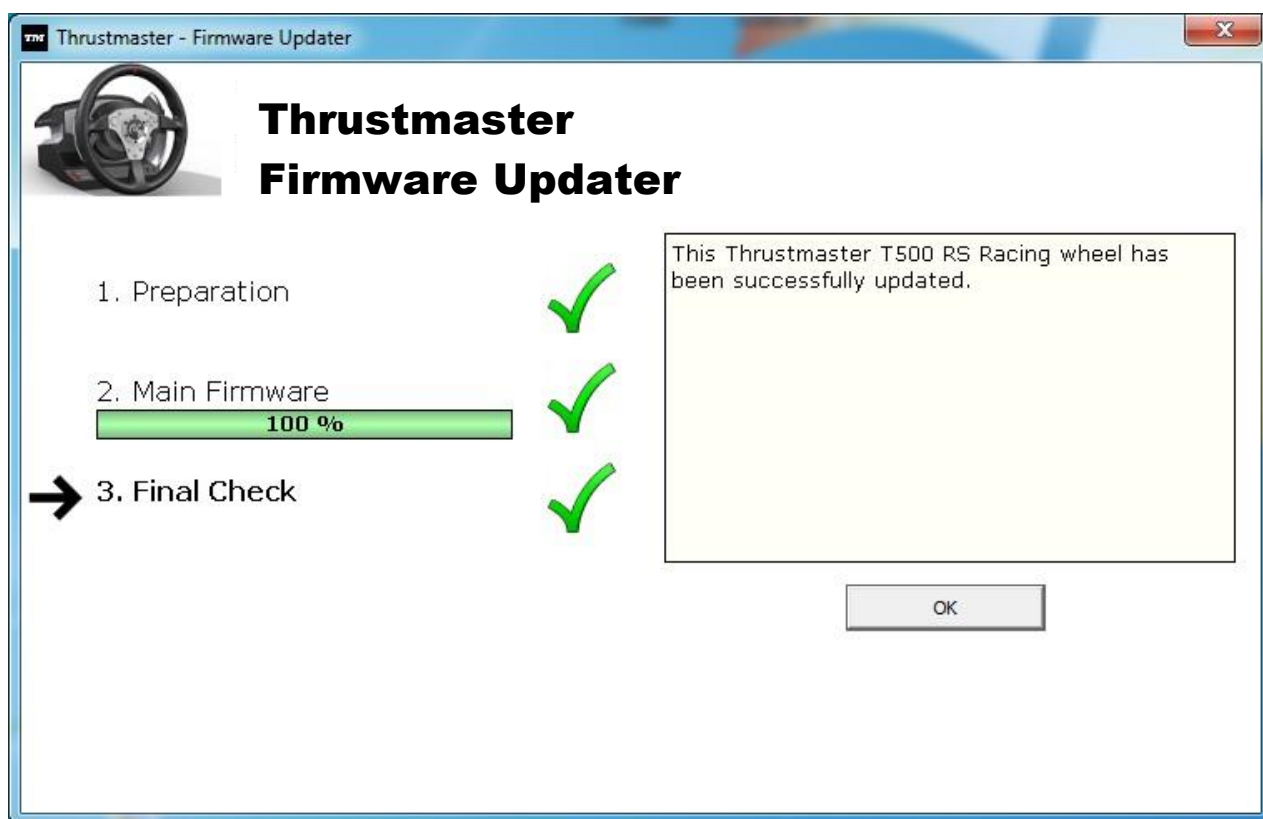 TM Thrustmaster - Firmware Updater
Thrustmaster
Firmware Updater
1. Preparation
2. Main Firmware
100 %
3. Final Check
This Thrustmaster T500 RS Racing wheel has
been successfully updated.
OK